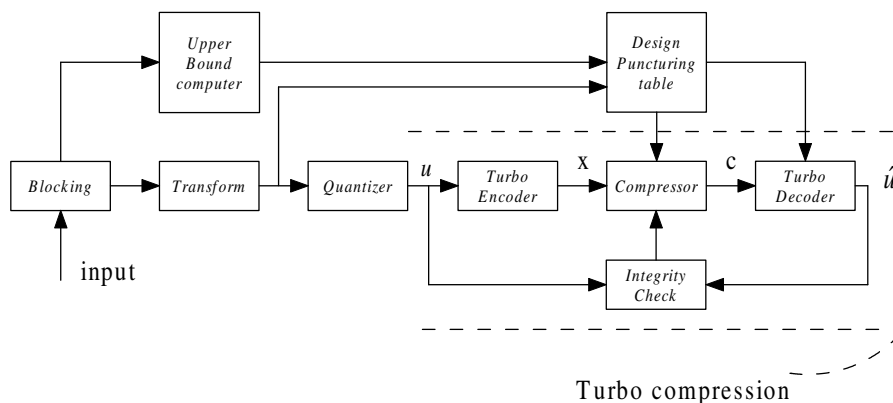 Upper
Bound
computer
Design
Puncturing
table
Blocking
Transform
Quantizer
u
Turbo
Encoder
x
Compressor
c
Turbo
Decoder
û
input
Integrity
Check
Turbo compression